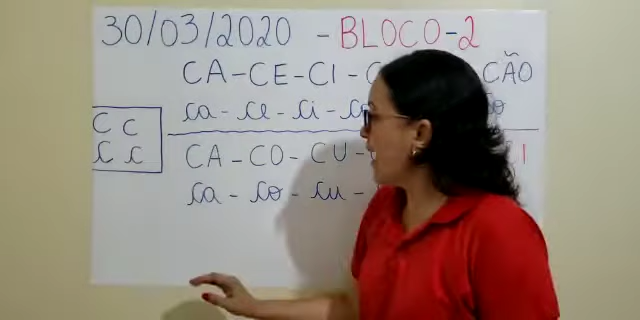 30/03/2020 - BLOCO-2
CA-CE-CI- CÃO
ca-ce-ci-
C c
C c
CA-CO-CU-
ca-co-cu-